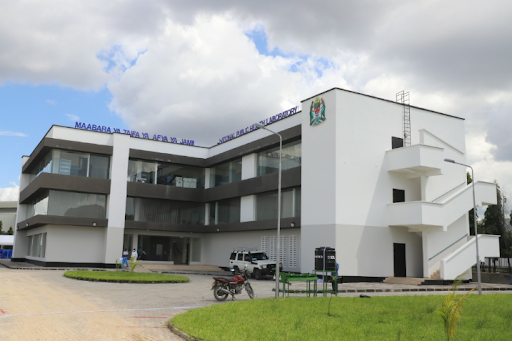 MAABARA YA TAIFA YA AFYA YA JAMII
NATIONAL PUBLIC HEALTH LABORATORY